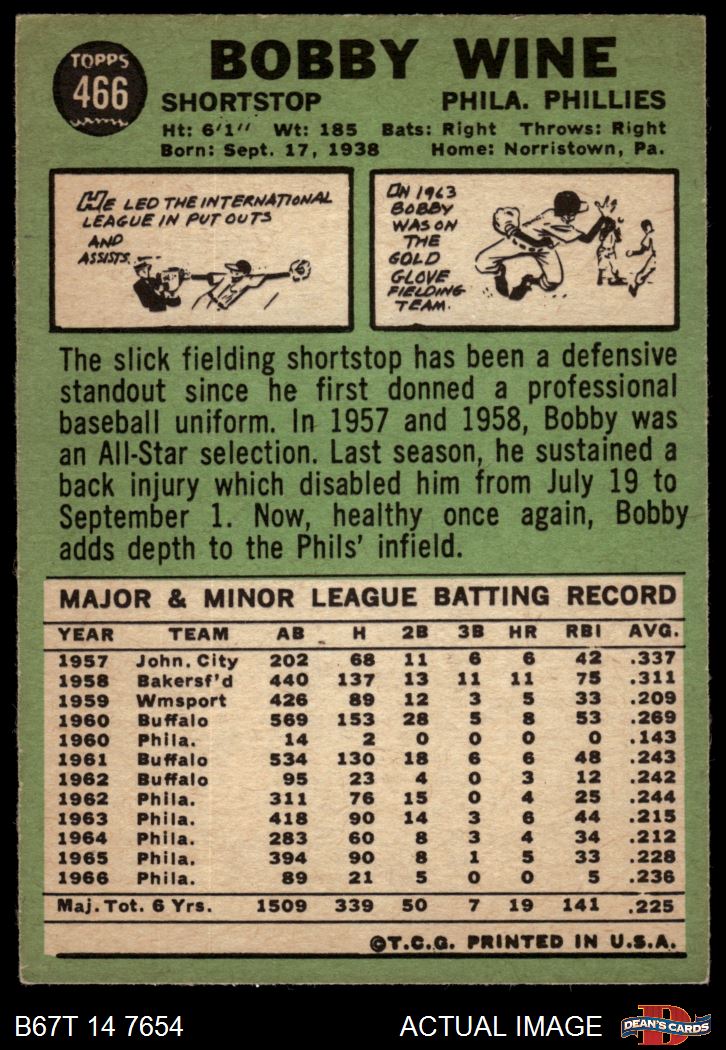 TOPPS
466
BOBBY WINE
SHORTSTOP PHILA. PHILLIES
Ht: 6'1" Wt: 185 Bats: Right Throws: Right
Born: Sept. 17, 1938 Home: Norristown, Pa.
HE LED THE INTERNATIONAL
LEAGUE IN PUT OUTS
AND
ASSISTS.
IN 1963
BOBBY
WAS ON
THE
GOLD
GLOVE
FIELDING
TEAM.
The slick fielding shortstop has been a defensive
standout since he first donned a professional
baseball uniform. In 1957 and 1958, Bobby was
an All-Star selection. Last season, he sustained a
back injury which disabled him from July 19 to
September 1. Now, healthy once again, Bobby
adds depth to the Phils' infield.
MAJOR & MINOR LEAGUE BATTING RECORD
YEAR TEAM AB H 2B 3B HR RBI AVG.
1957 John. City 202 68 11 6 6 42 .337
1958 Bakersf'd 440 137 13 11 11 75 .311
1959 Wmsport 426 89 12 3 5 33 .209
1960 Buffalo 569 153 28 5 8 53 .269
1960 Phila. 14 2 0 0 0 0 .143
1961 Buffalo 534 130 18 6 6 48 .243
1962 Buffalo 95 23 4 0 3 12 .242
1962 Phila. 311 76 15 0 4 25 .244
1963 Phila. 418 90 14 3 6 44 .215
1964 Phila. 283 60 8 3 4 34 .212
1965 Phila. 394 90 8 1 5 33 .228
1966 Phila. 89 21 5 0 0 5 .236
Maj. Tot. 6 Yrs. 1509 339 50 7 19 141 .225
©T.C.G. PRINTED IN U.S.A.
B67T 14 7654 ACTUAL IMAGE
D
DEAN'S CARDS